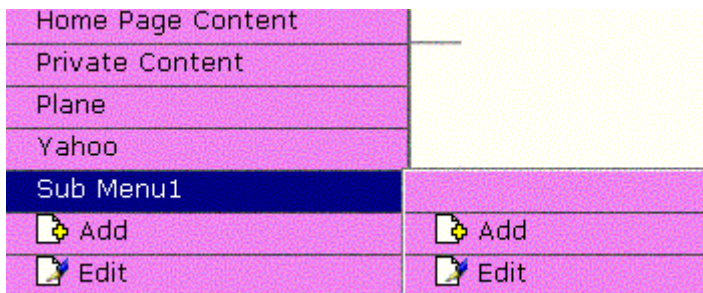 Home Page Content
Private Content
Plane
Yahoo
Sub Menu1
Add
Edit
Add
Edit